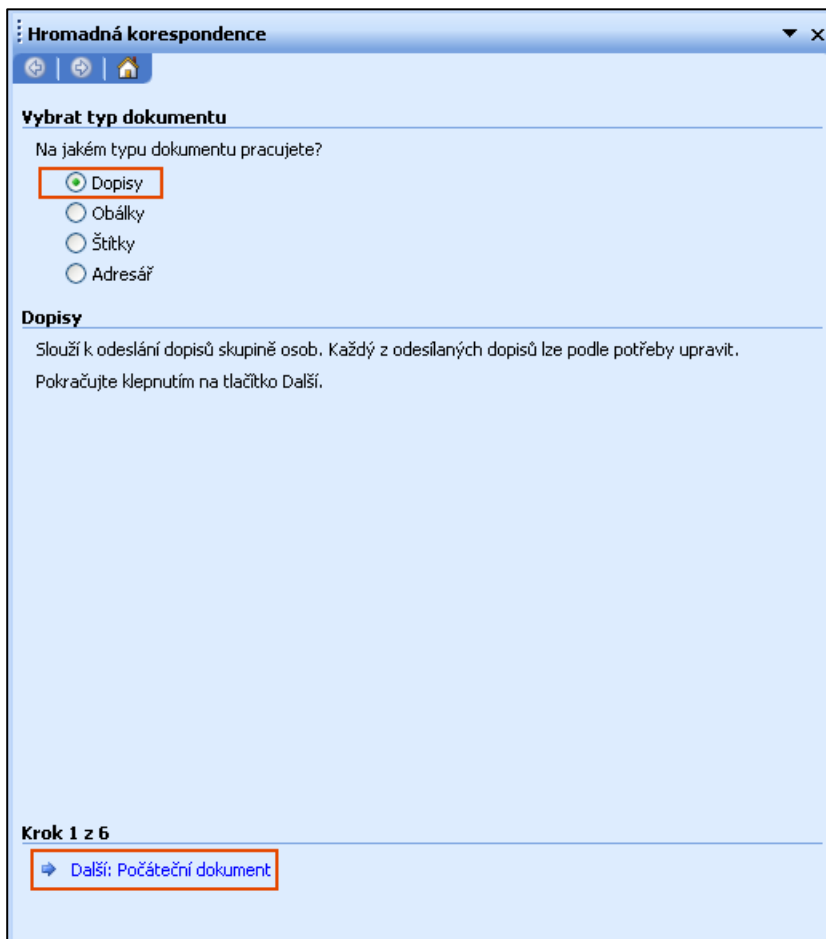 Hromadná korespondence
Vybrat typ dokumentu
Na jakém typu dokumentu pracujete?
Dopisy
Obálky
Štítky
Adresář
Dopisy
Slouží k odeslání dopisů skupině osob. Každý z odesílaných dopisů lze podle potřeby upravit.
Pokračujte klepnutím na tlačítko Další.
Krok 1 z 6
Další: Počáteční dokument